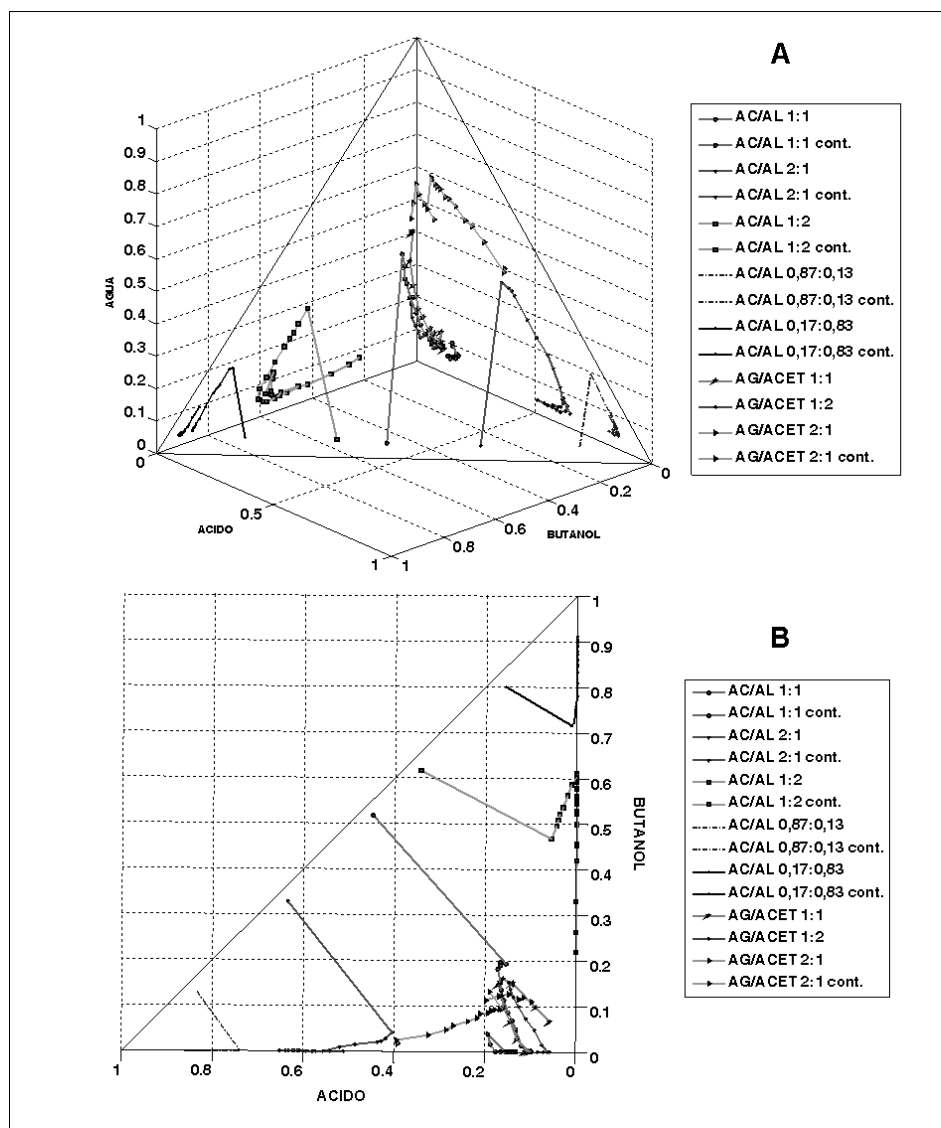 A
1
0.9
0.8
0.7
0.6
0.5
0.4
0.3
0.2
0.1
0
0
AGUA
0.5
ACIDO
1
1
0.8
0.6
0.4
0.2
0
BUTANOL
AC/AL 1:1
AC/AL 1:1 cont.
AC/AL 2:1
AC/AL 2:1 cont.
AC/AL 1:2
AC/AL 1:2 cont.
AC/AL 0,87:0,13
AC/AL 0,87:0,13 cont.
AC/AL 0,17:0,83
AC/AL 0,17:0,83 cont.
AG/ACET 1:1
AG/ACET 1:2
AG/ACET 2:1
AG/ACET 2:1 cont.
B
1
0.9
0.8
0.7
0.6
0.5
0.4
0.3
0.2
0.1
0
BUTANOL
1
0.8
0.6
0.4
0.2
0
ACIDO
AC/AL 1:1
AC/AL 1:1 cont.
AC/AL 2:1
AC/AL 2:1 cont.
AC/AL 1:2
AC/AL 1:2 cont.
AC/AL 0,87:0,13
AC/AL 0,87:0,13 cont.
AC/AL 0,17:0,83
AC/AL 0,17:0,83 cont.
AG/ACET 1:1
AG/ACET 1:2
AG/ACET 2:1
AG/ACET 2:1 cont.